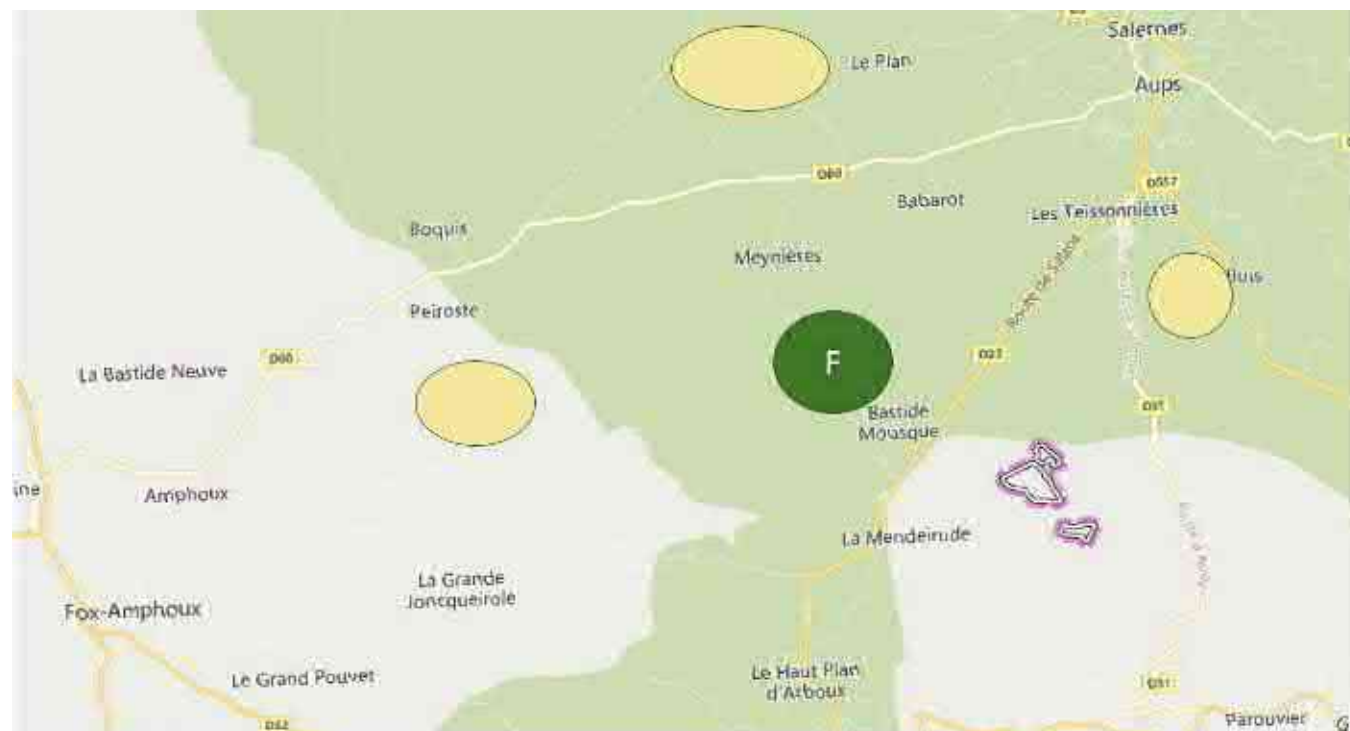 Salernes
Le Plan
Aups
D60
D557
Babarot
Les Teissonnières
Boquis
Meynières
Route de
Buis
Peiroste
D60
La Bastide Neuve
F
D22
D31
Bastide
Mousque
ine
Amphoux
La Mendeirude
La Grande
Joncqueirole
Fox-Amphoux
Le Haut Plan
d'Arboux
Le Grand Pouvet
D31
D32
Parouvier
G